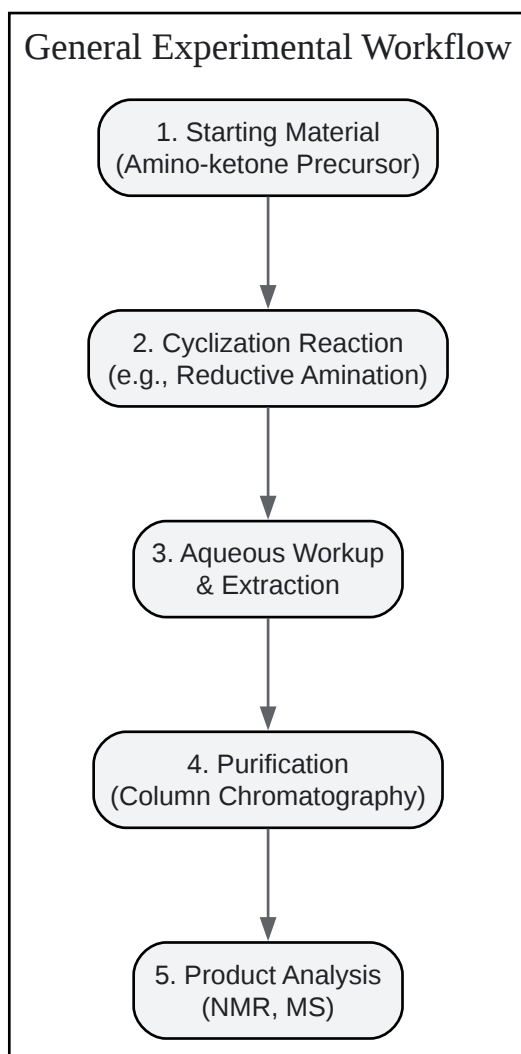 General Experimental Workflow
1. Starting Material
(Amino-ketone Precursor)
2. Cyclization Reaction
(e.g., Reductive Amination)
3. Aqueous Workup
& Extraction
4. Purification
(Column Chromatography)
5. Product Analysis
(NMR, MS)